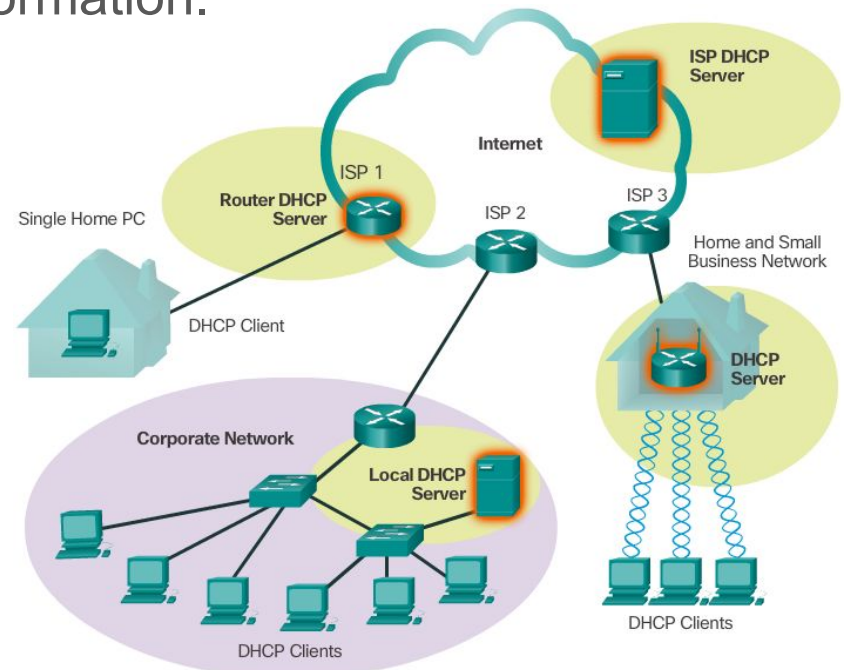 ormation.
ISP DHCP
Server
Internet
ISP 1
Router DHCP
Server
ISP 2
ISP 3
Single Home PC
Home and Small
Business Network
DHCP Client
DHCP
Server
Corporate Network
Local DHCP
Server
DHCP Clients
DHCP Clients